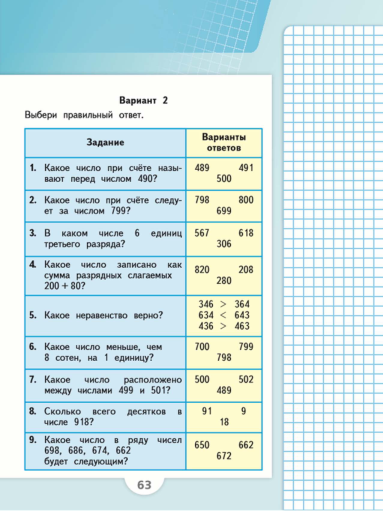 Вариант 2
Выбери правильный ответ.
Задание
Варианты
ответов
1. Какое число при счёте назы-
вают перед числом 490?
489 491
500
2. Какое число при счёте следу-
ет за числом 799?
798 800
699
3. В каком числе 6 единиц
третьего разряда?
567 618
306
4. Какое число записано как
сумма разрядных слагаемых
200 + 80?
820 208
280
5. Какое неравенство верно?
346 > 364
634 < 643
436 > 463
6. Какое число меньше, чем
8 сотен, на 1 единицу?
700 799
798
7. Какое число расположено
между числами 499 и 501?
500 502
489
8. Сколько всего десятков в
числе 918?
91 9
18
9. Какое число в ряду чисел
698, 686, 674, 662
будет следующим?
650 662
672
63